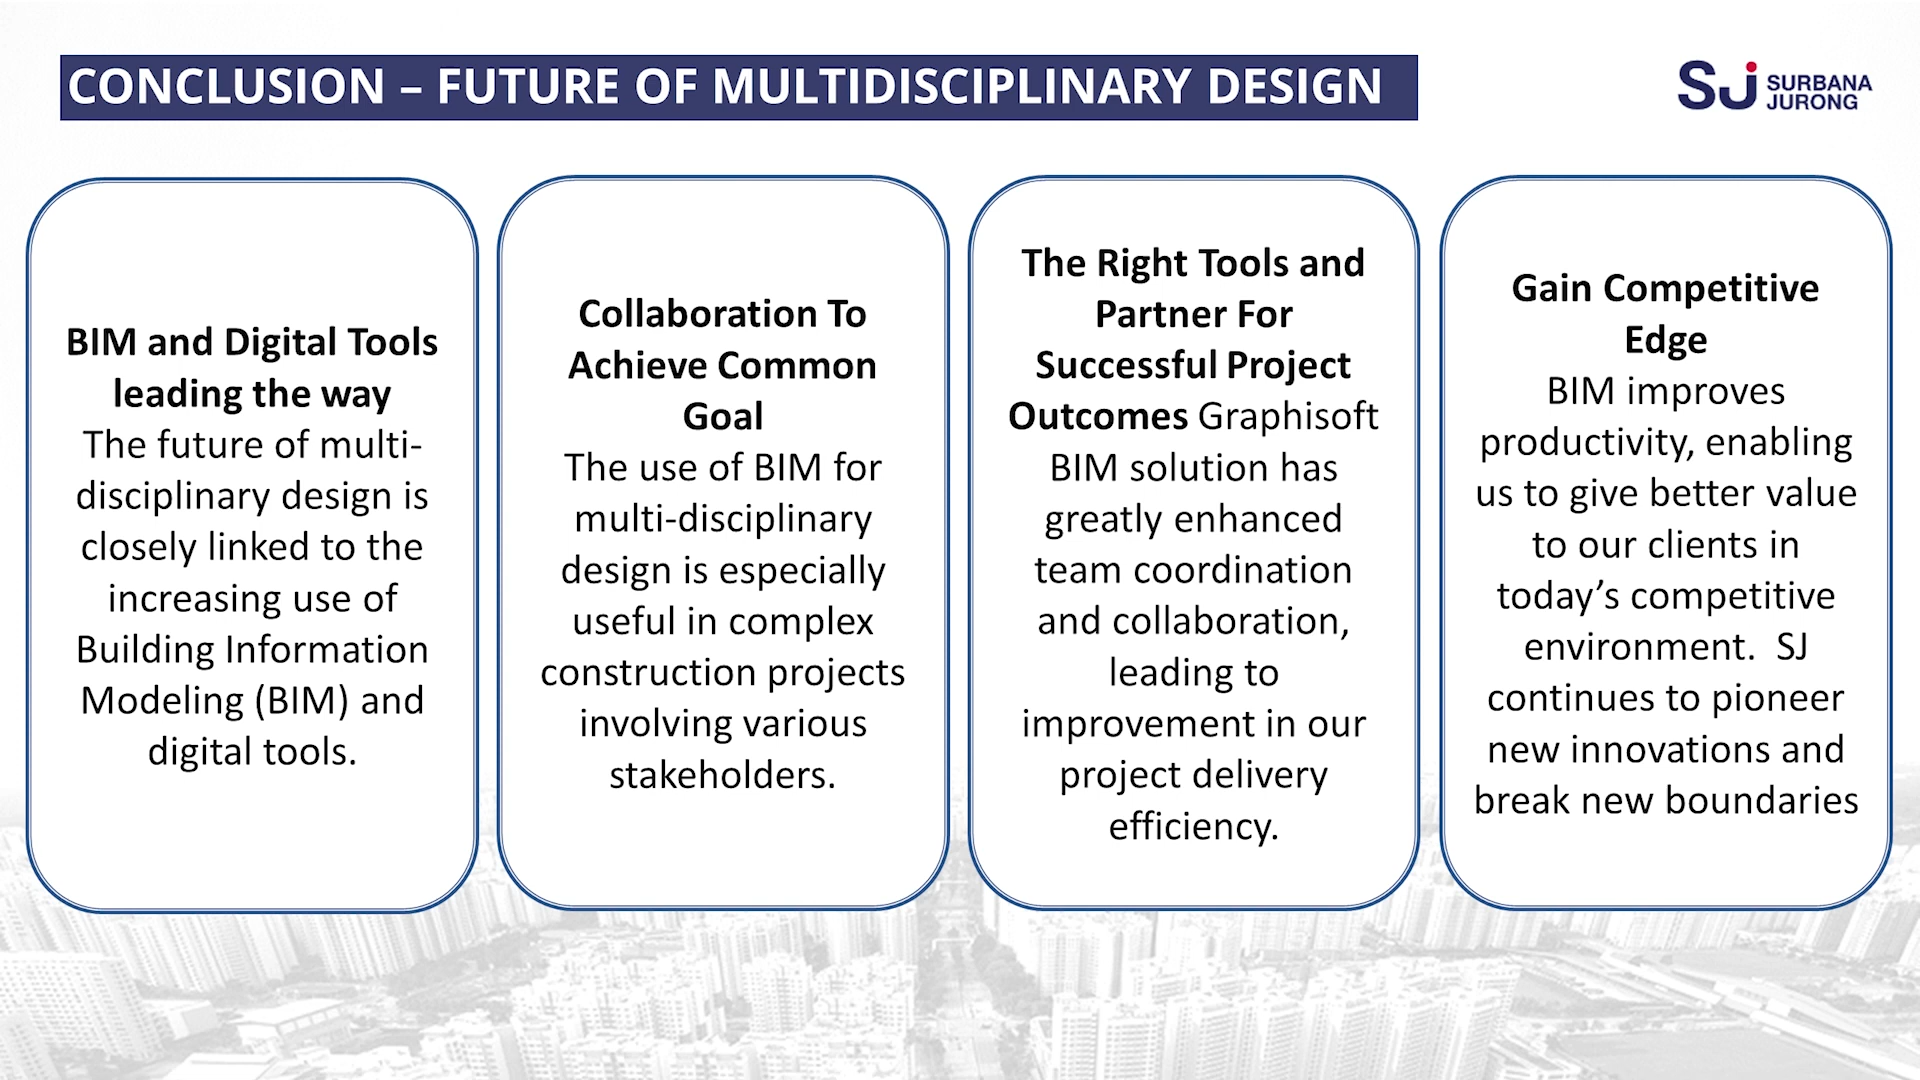 CONCLUSION – FUTURE OF MULTIDISCIPLINARY DESIGN
SJ SURBANA
JURONG
BIM and Digital Tools
leading the way
The future of multi-
disciplinary design is
closely linked to the
increasing use of
Building Information
Modeling (BIM) and
digital tools.
Collaboration To
Achieve Common
Goal
The use of BIM for
multi-disciplinary
design is especially
useful in complex
construction projects
involving various
stakeholders.
The Right Tools and
Partner For
Successful Project
Outcomes Graphisoft
BIM solution has
greatly enhanced
team coordination
and collaboration,
leading to
improvement in our
project delivery
efficiency.
Gain Competitive
Edge
BIM improves
productivity, enabling
us to give better value
to our clients in
today’s competitive
environment.  SJ
continues to pioneer
new innovations and
break new boundaries